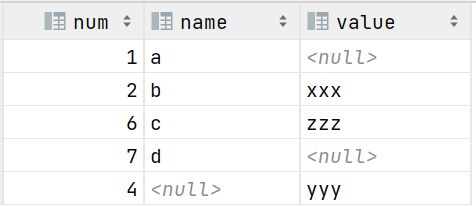 num name value
1 a <null>
2 b xxx
6 c zzz
7 d <null>
4 <null> yyy